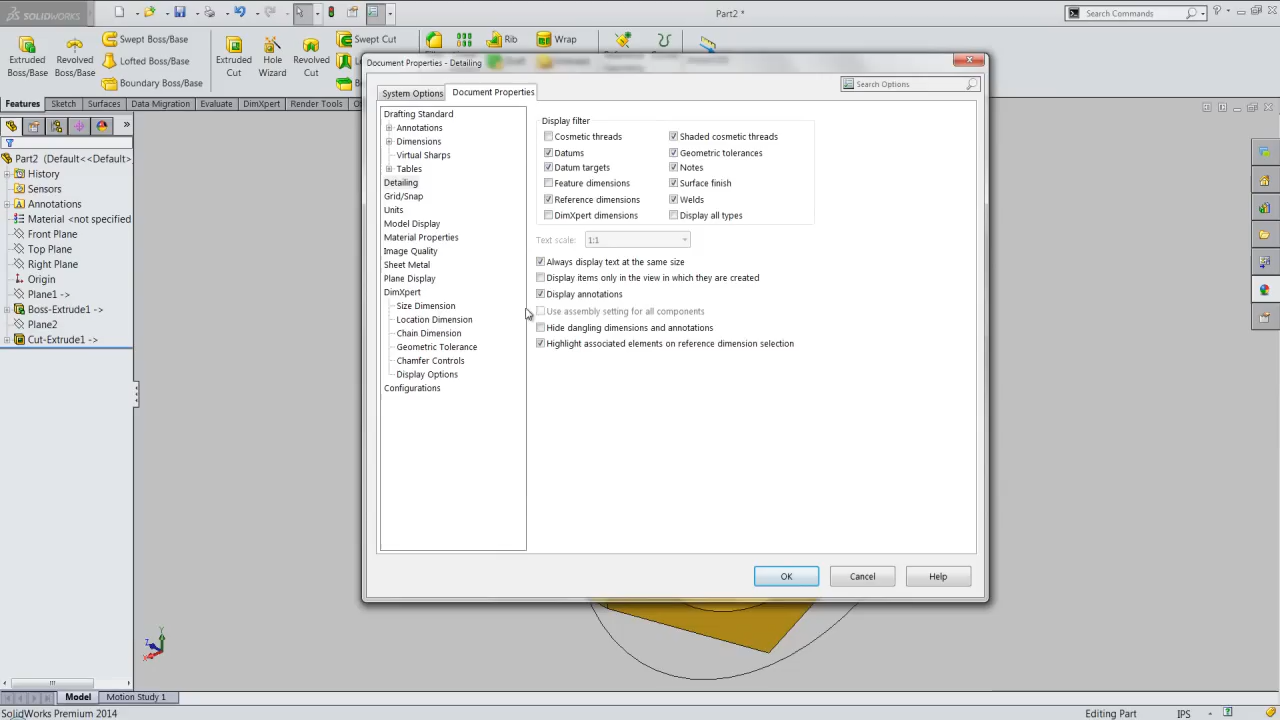 SOLIDWORKS
Part2 *
Search Commands
Extruded Boss/Base
Revolved Boss/Base
Swept Boss/Base
Lofted Boss/Base
Boundary Boss/Base
Extruded Cut
Hole Wizard
Revolved Cut
Swept Cut
Rib
Wrap
Features
Sketch
Surfaces
Data Migration
Evaluate
DimXpert
Render Tools
Part2 (Default<<Default>
History
Sensors
Annotations
Material <not specified
Front Plane
Top Plane
Right Plane
Origin
Plane1 ->
Boss-Extrude1 ->
Plane2
Cut-Extrude1 ->
Document Properties - Detailing
System Options
Document Properties
Search Options
Drafting Standard
Annotations
Dimensions
Virtual Sharps
Tables
Detailing
Grid/Snap
Units
Model Display
Material Properties
Image Quality
Sheet Metal
Plane Display
DimXpert
Size Dimension
Location Dimension
Chain Dimension
Geometric Tolerance
Chamfer Controls
Display Options
Configurations
Display filter
Cosmetic threads
Shaded cosmetic threads
Datums
Geometric tolerances
Datum targets
Notes
Feature dimensions
Surface finish
Reference dimensions
Welds
DimXpert dimensions
Display all types
Text scale:
1:1
Always display text at the same size
Display items only in the view in which they are created
Display annotations
Use assembly setting for all components
Hide dangling dimensions and annotations
Highlight associated elements on reference dimension selection
OK
Cancel
Help
Y
Z
X
Model
Motion Study 1
SolidWorks Premium 2014
Editing Part
IPS